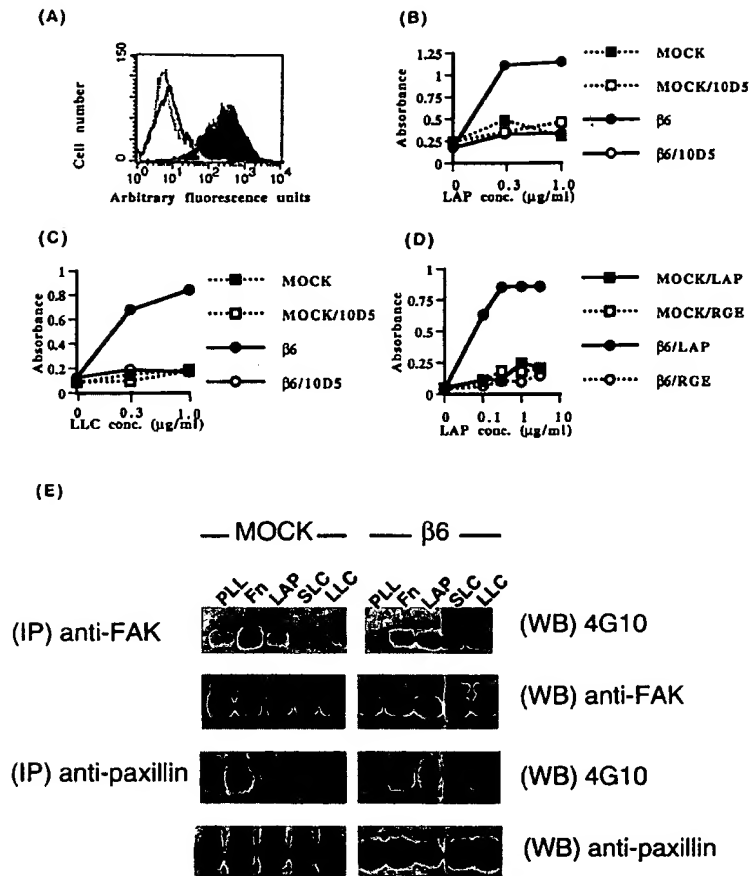 (A)
150
Cell number
0
10⁰ 10¹ 10² 10³ 10⁴
Arbitrary fluorescence units
(B)
1.25
1
0.75
0.5
0.25
0
Absorbance
0 0.3 1.0
LAP conc. (μg/ml)
MOCK
MOCK/10D5
β6
β6/10D5
(C)
1
0.8
0.6
0.4
0.2
0
Absorbance
0 0.3 1.0
LLC conc. (μg/ml)
MOCK
MOCK/10D5
β6
β6/10D5
(D)
1
0.75
0.5
0.25
0
Absorbance
0 0.1 1 10
LAP conc. (μg/ml)
MOCK/LAP
MOCK/RGE
β6/LAP
β6/RGE
(E)
MOCK β6
PLL Fn LAP SLC LLC PLL Fn LAP SLC LLC
(IP) anti-FAK (WB) 4G10
(WB) anti-FAK
(IP) anti-paxillin (WB) 4G10
(WB) anti-paxillin